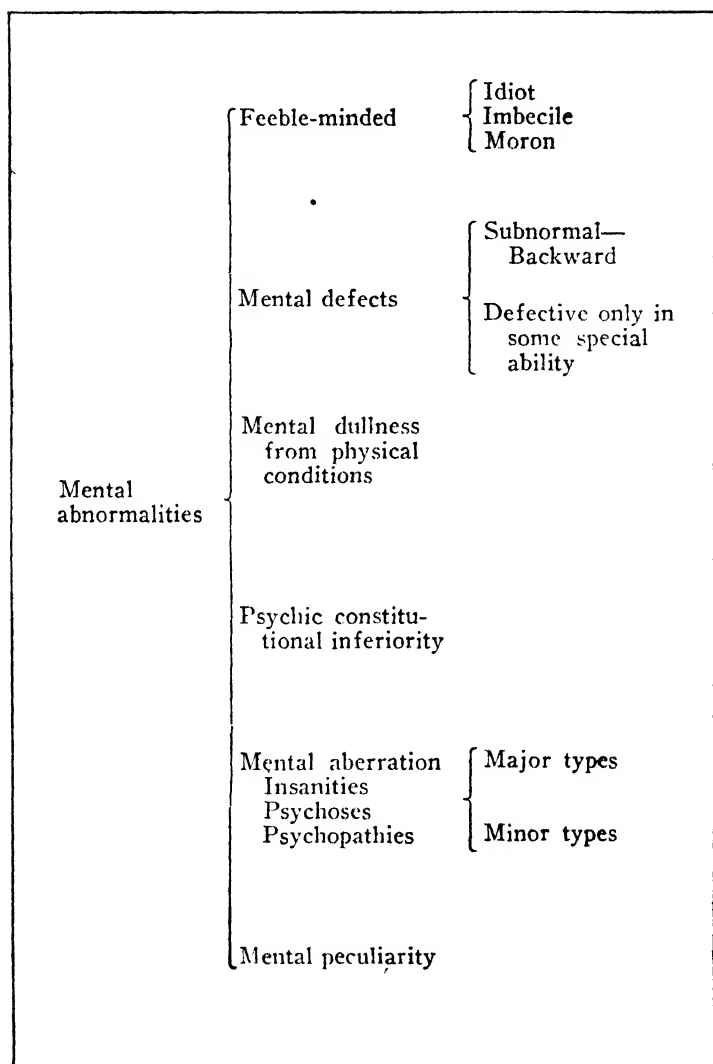 Feeble-minded
Idiot
Imbecile
Moron
Mental defects
Subnormal—
Backward
Defective only in
some special
ability
Mental dullness
from physical
conditions
Mental
abnormalities
Psychic constitu-
tional inferiority
Mental aberration
Insanities
Psychoses
Psychopathies
Major types
Minor types
Mental peculiarity